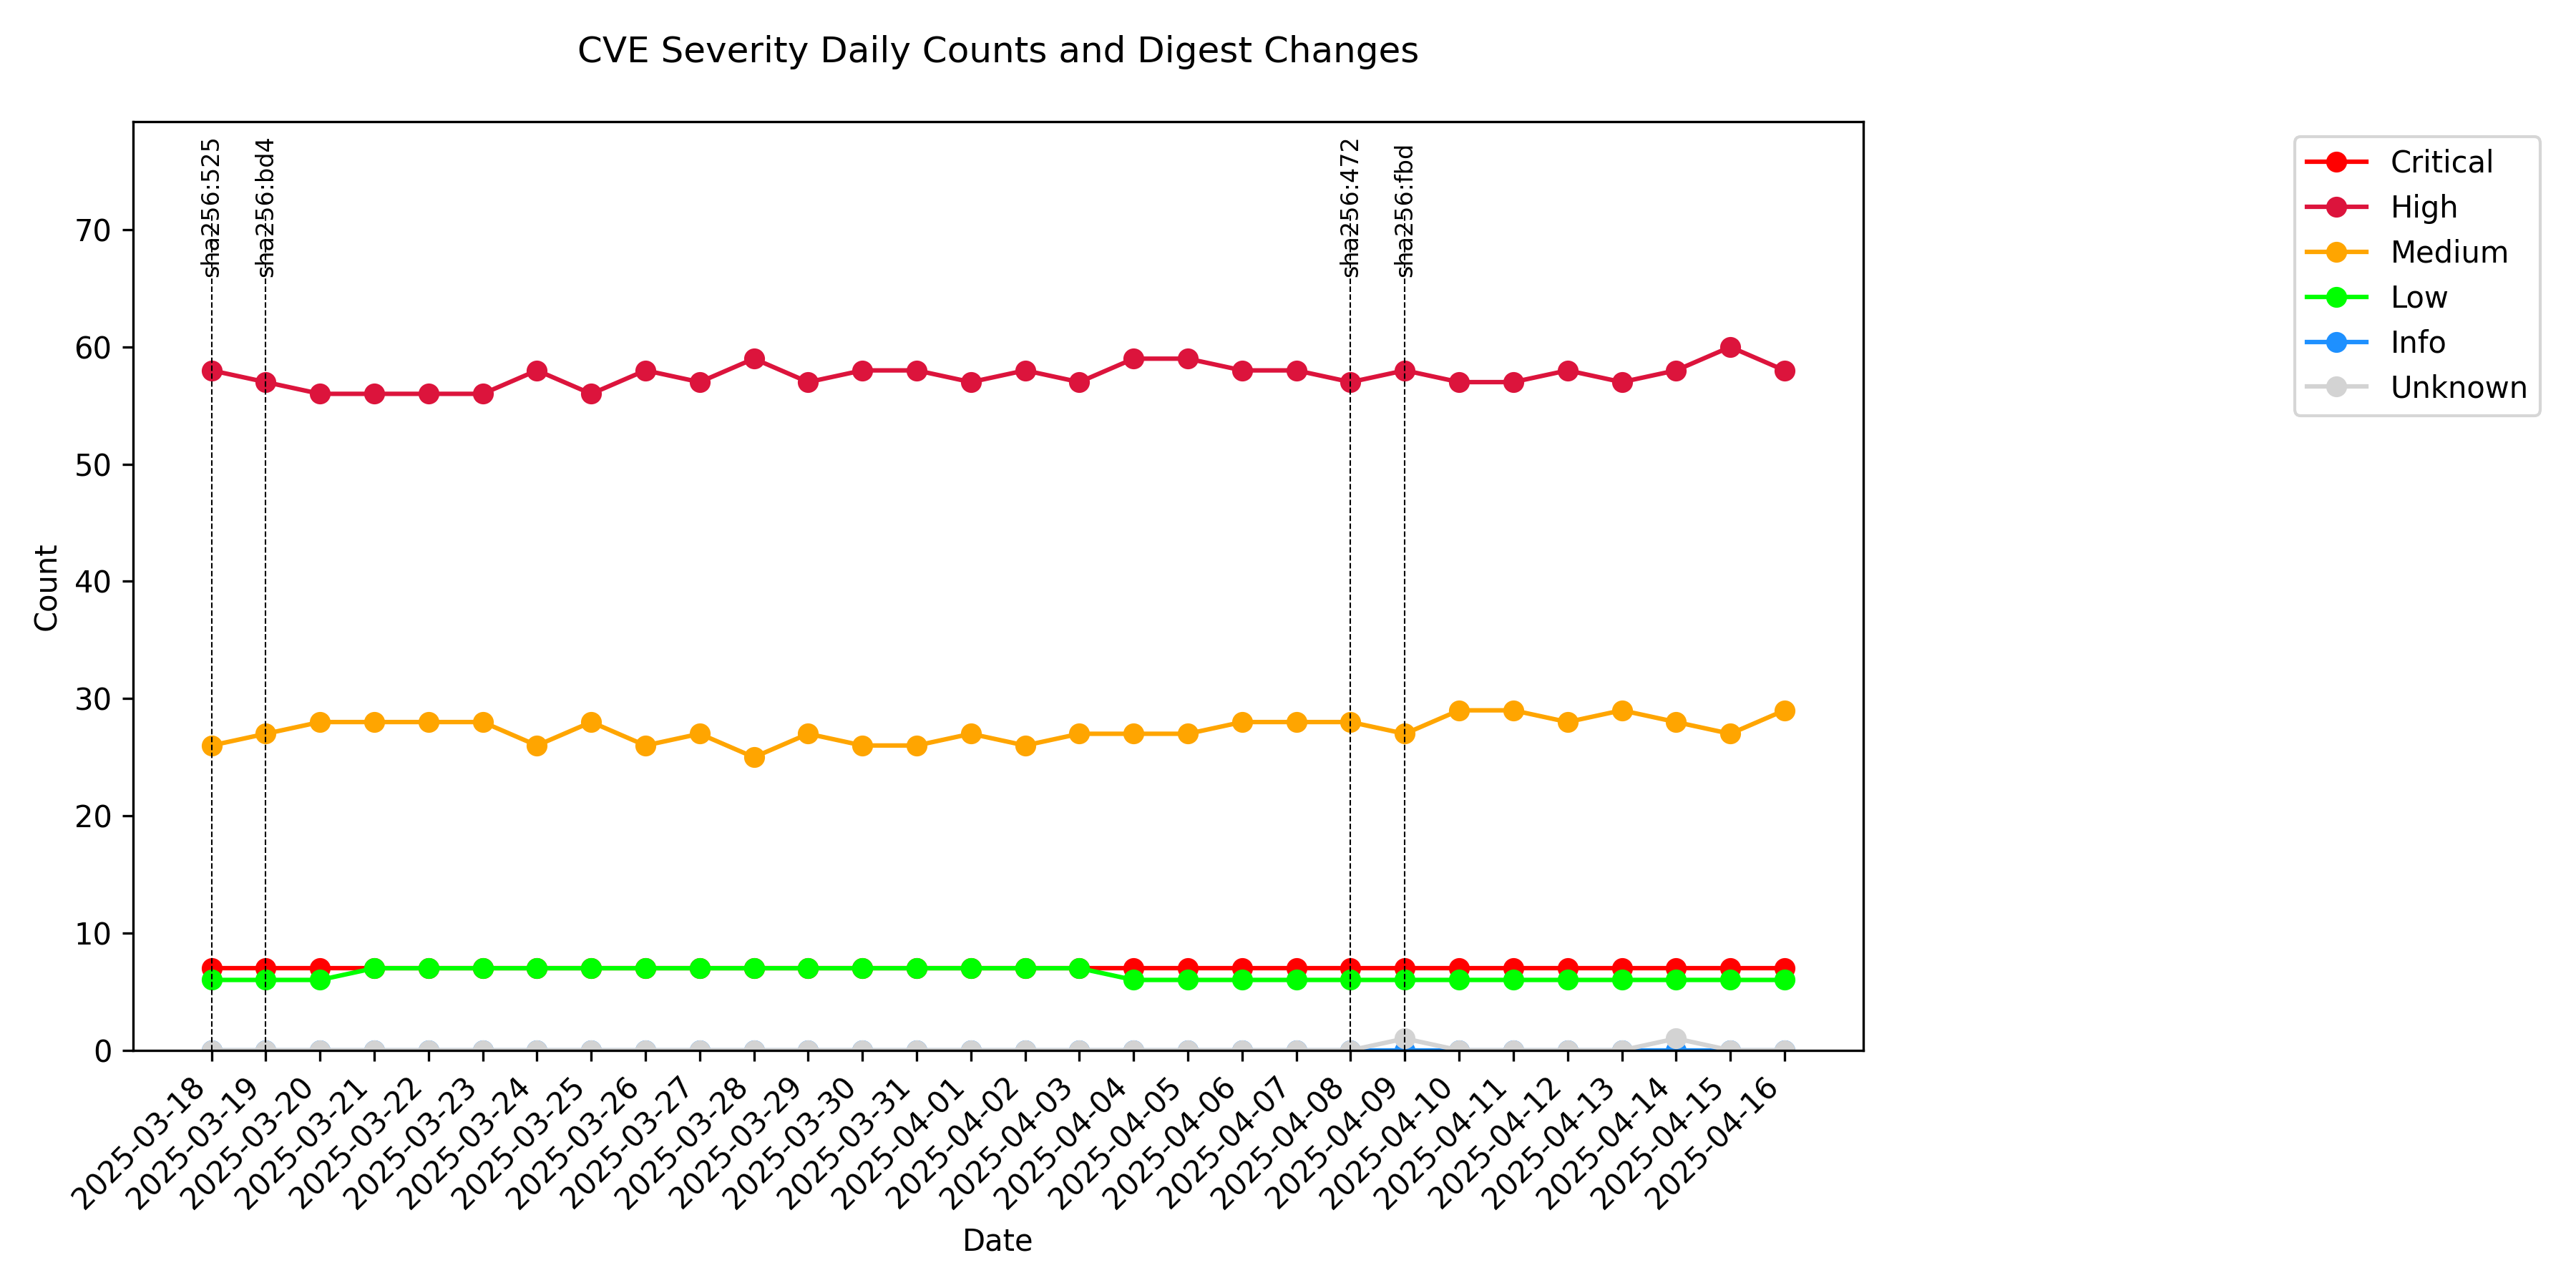 CVE Severity Daily Counts and Digest Changes
sha256:525
sha256:bd4
sha256:472
sha256:fbd
Critical
High
Medium
Low
Info
Unknown
Count
70
60
50
40
30
20
10
0
2025-03-18
2025-03-19
2025-03-20
2025-03-21
2025-03-22
2025-03-23
2025-03-24
2025-03-25
2025-03-26
2025-03-27
2025-03-28
2025-03-29
2025-03-30
2025-03-31
2025-04-01
2025-04-02
2025-04-03
2025-04-04
2025-04-05
2025-04-06
2025-04-07
2025-04-08
2025-04-09
2025-04-10
2025-04-11
2025-04-12
2025-04-13
2025-04-14
2025-04-15
2025-04-16
Date